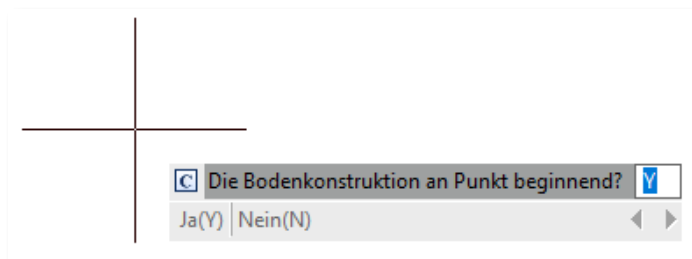 C Die Bodenkonstruktion an Punkt beginnend? Y
Ja(Y) Nein(N)